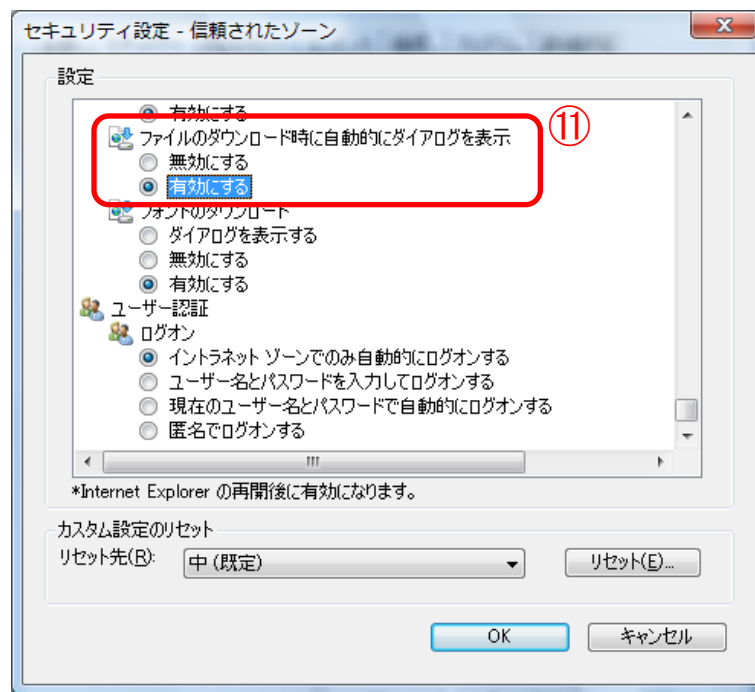 セキュリティ設定 - 信頼されたゾーン
設定
有効にする
⑪
ファイルのダウンロード時に自動的にダイアログを表示
無効にする
有効にする
フォントのダウンロード
ダイアログを表示する
無効にする
有効にする
ユーザー認証
ログオン
イントラネット ゾーンでのみ自動的にログオンする
ユーザー名とパスワードを入力してログオンする
現在のユーザー名とパスワードで自動的にログオンする
匿名でログオンする
*Internet Explorer の再開後に有効になります。
カスタム設定のリセット
リセット先(R): 中 (既定) リセット(E)...
OK キャンセル